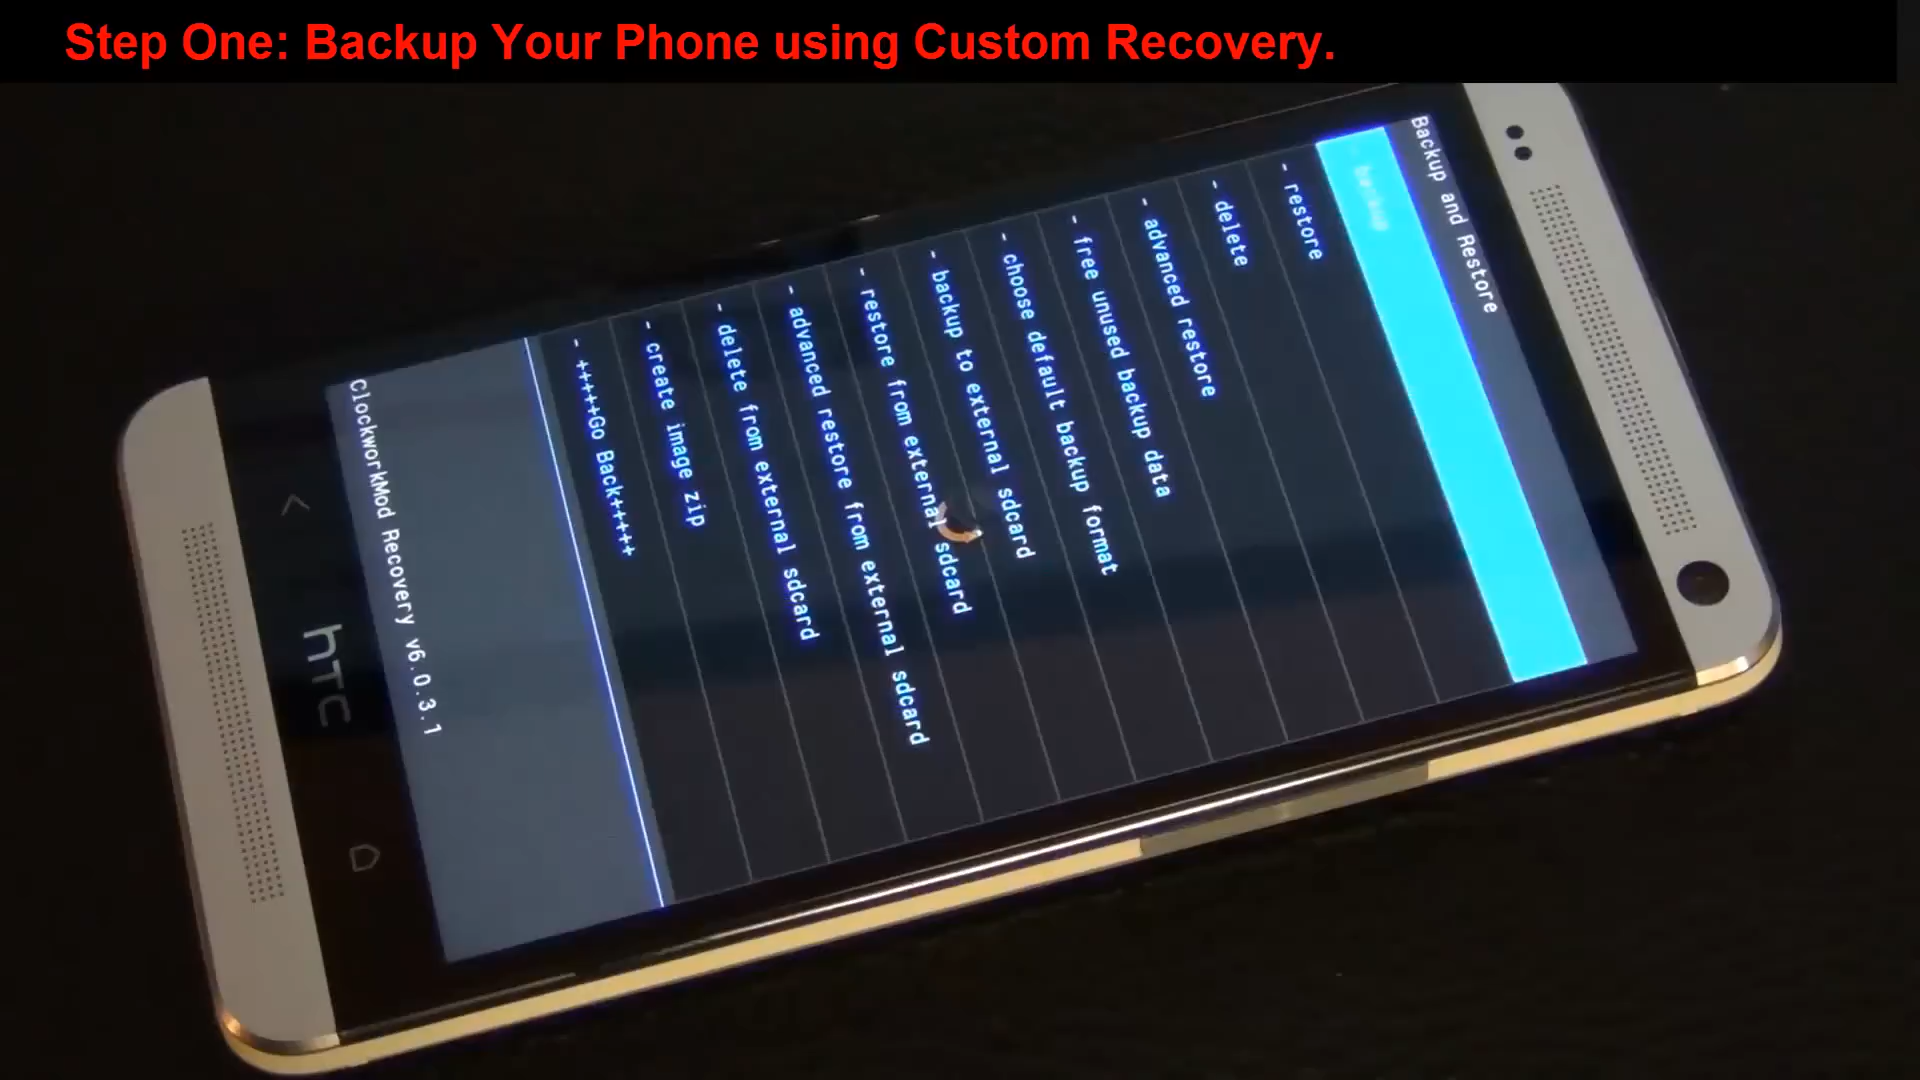 Step One: Backup Your Phone using Custom Recovery.
Backup and Restore
- backup
- restore
- delete
- advanced restore
- free unused backup data
- choose default backup format
- backup to external sdcard
- restore from external sdcard
- advanced restore from external sdcard
- delete from external sdcard
- create image zip
- +++++Go Back+++++
ClockworkMod Recovery v6.0.3.1
hTC